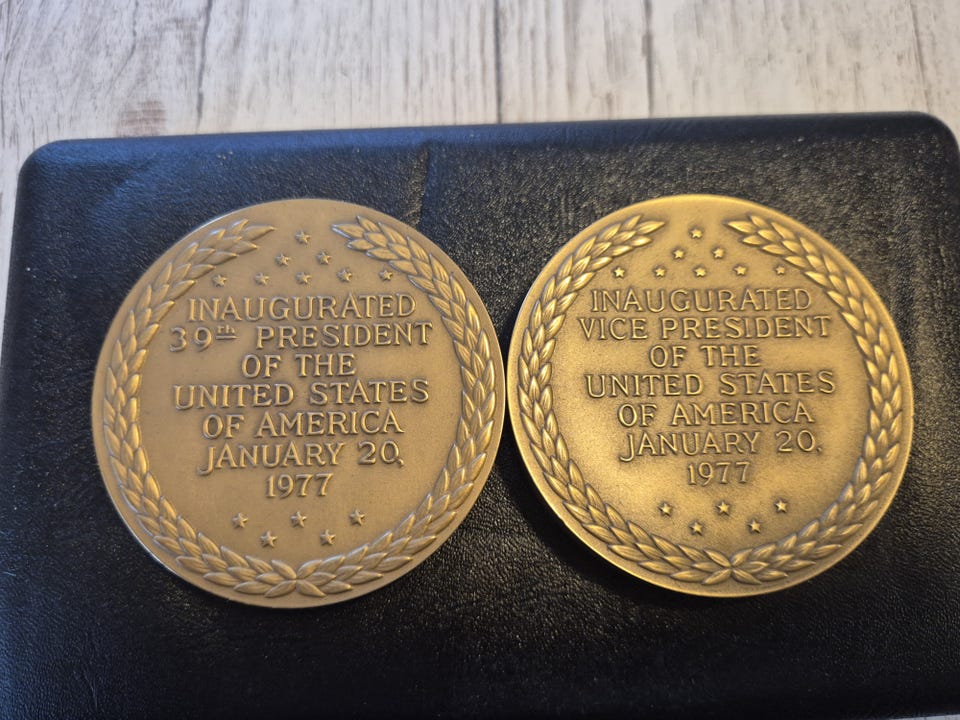 INAUGURATED
39th PRESIDENT
OF THE
UNITED STATES
OF AMERICA
JANUARY 20,
1977
INAUGURATED
VICE PRESIDENT
OF THE
UNITED STATES
OF AMERICA
JANUARY 20,
1977